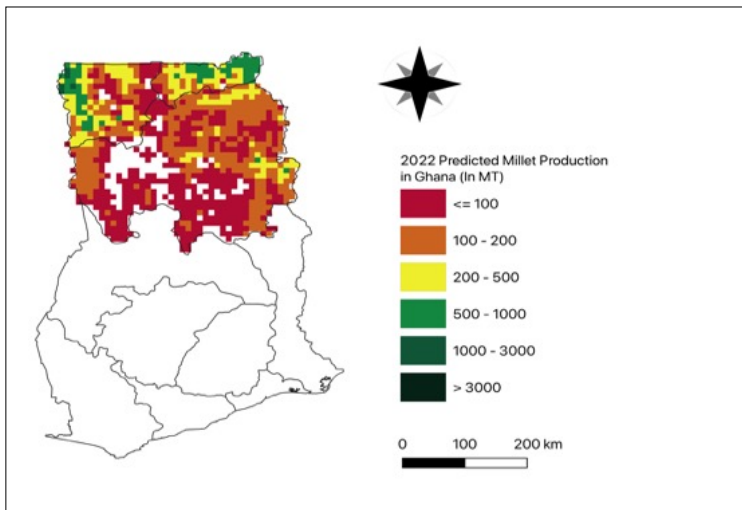 2022 Predicted Millet Production
in Ghana (In MT)
<= 100
100 - 200
200 - 500
500 - 1000
1000 - 3000
> 3000
0 100 200 km